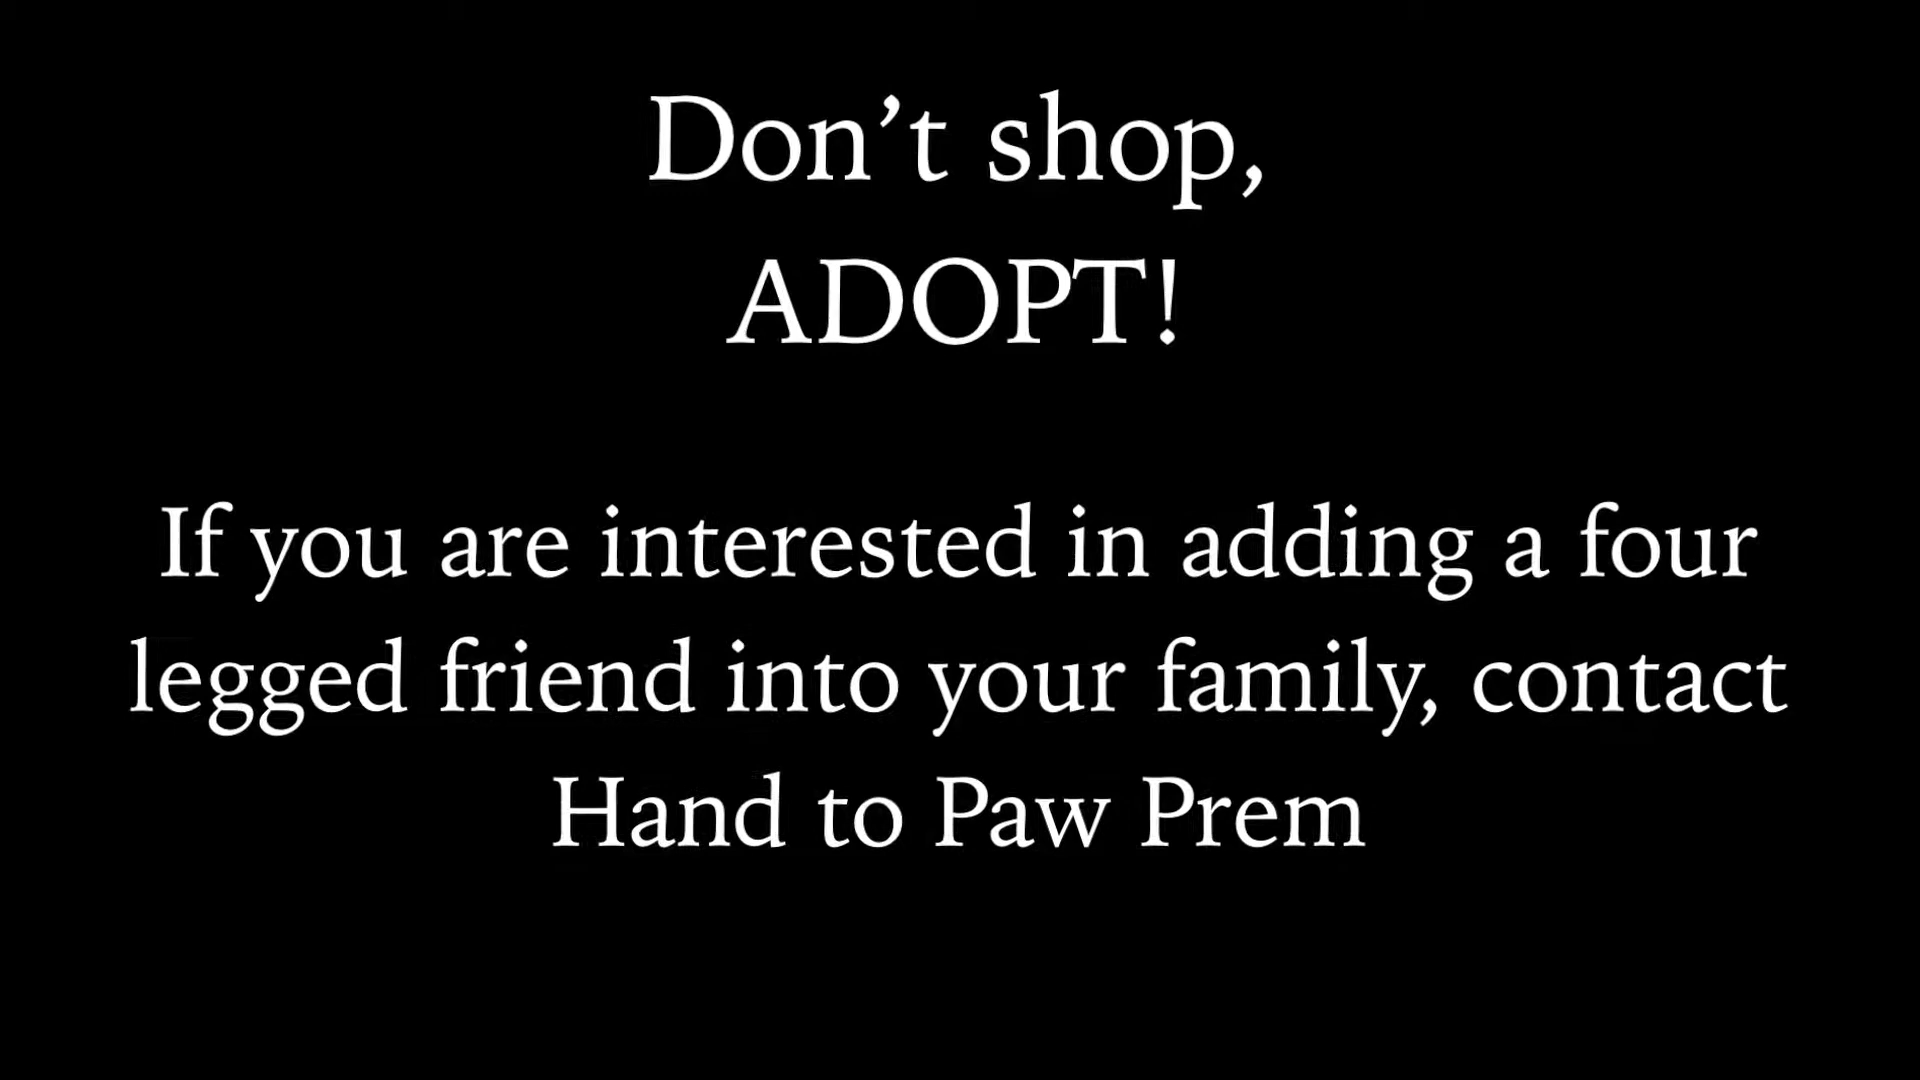 Don’t shop,
ADOPT!
If you are interested in adding a four
legged friend into your family, contact
Hand to Paw Prem